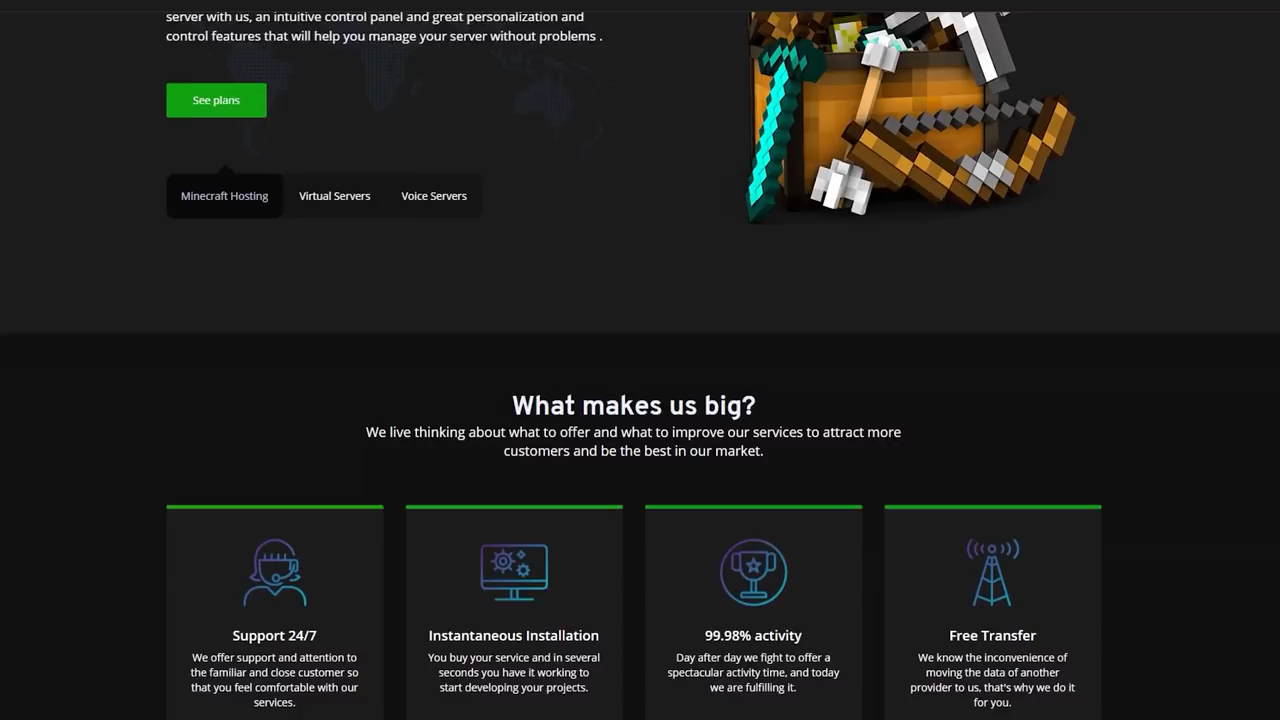 server with us, an intuitive control panel and great personalization and
control features that will help you manage your server without problems .
See plans
Minecraft Hosting
Virtual Servers
Voice Servers
What makes us big?
We live thinking about what to offer and what to improve our services to attract more
customers and be the best in our market.
Support 24/7
We offer support and attention to
the familiar and close customer so
that you feel comfortable with our
services.
Instantaneous Installation
You buy your service and in several
seconds you have it working to
start developing your projects.
99.98% activity
Day after day we fight to offer a
spectacular activity time, and today
we are fulfilling it.
Free Transfer
We know the inconvenience of
moving the data of another
provider to us, that's why we do it
for you.